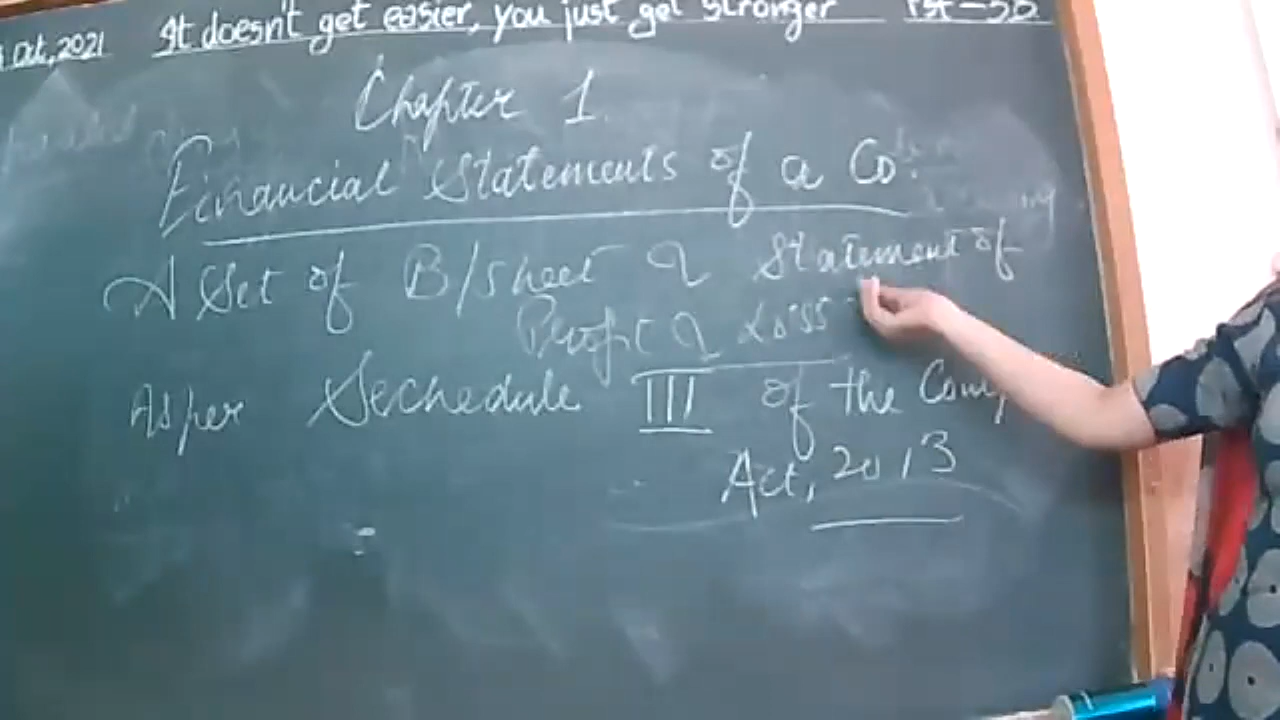 Oct, 2021 It doesn't get easier, you just get stronger
Chapter 1
Financial Statements of a Co.
A Set of B/Sheet & Statement of
Profit & Loss
As per Sechedule III of the Com
Act, 2013